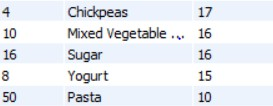 4 Chickpeas 17
10 Mixed Vegetable ... 16
16 Sugar 16
8 Yogurt 15
50 Pasta 10